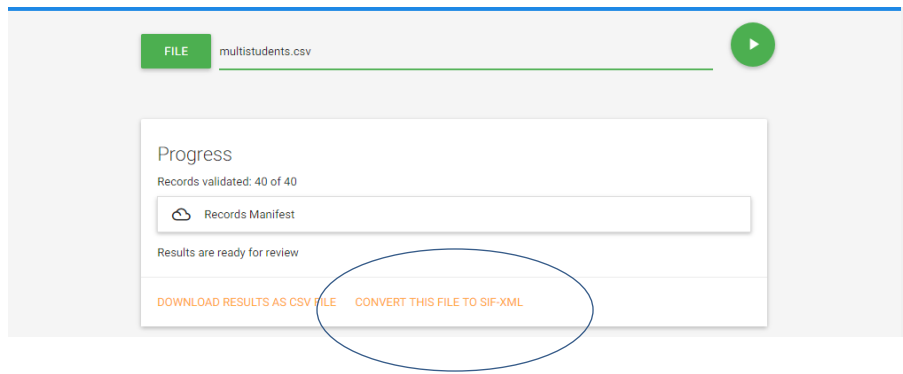 FILE multistudents.csv
Progress
Records validated: 40 of 40
Records Manifest
Results are ready for review
DOWNLOAD RESULTS AS CSV FILE CONVERT THIS FILE TO SIF-XML